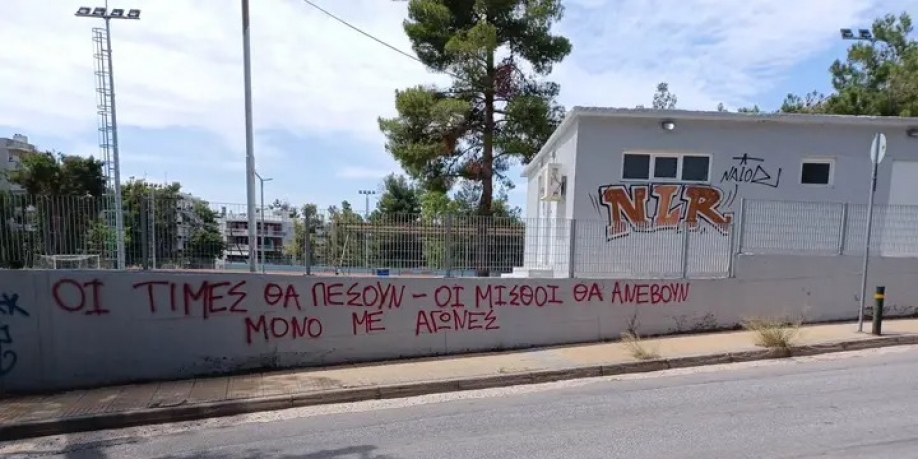 NLR
ΟΙ ΤΙΜΕΣ ΘΑ ΠΕΣΟΥΝ - ΟΙ ΜΙΣΘΟΙ ΘΑ ΑΝΕΒΟΥΝ
ΜΟΝΟ ΜΕ ΑΓΩΝΕΣ